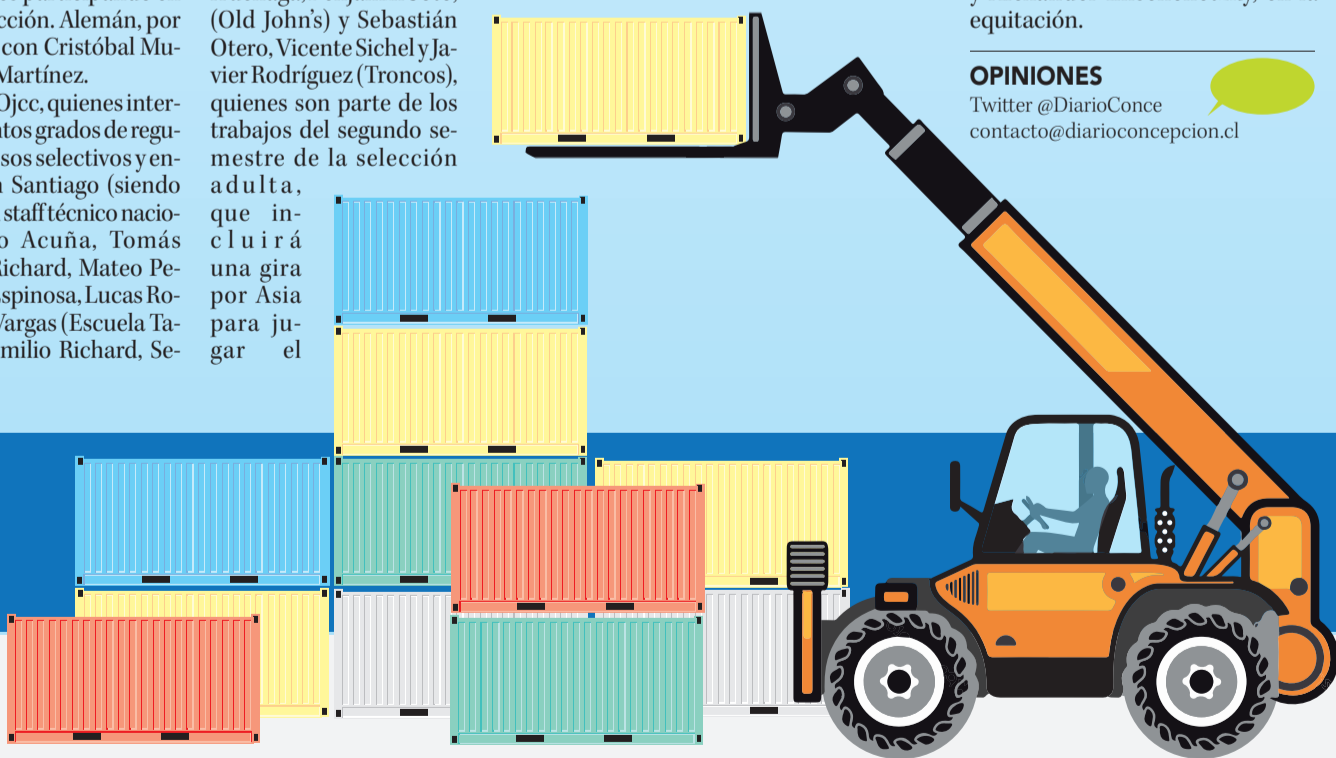 cción. Alemán, por
con Cristóbal Mu-
Martínez.
Ojcc, quienes inter-
tos grados de regu-
sos selectivos y en-
Santiago (siendo
staff técnico nacio-
o Acuña, Tomás
Richard, Mateo Pe-
Espinosa, Lucas Ro-
Vargas (Escuela Ta-
milio Richard, Se-
(Old John's) y Sebastián
Otero, Vicente Sichel y Ja-
vier Rodríguez (Troncos),
quienes son parte de los
trabajos del segundo se-
mestre de la selección
adulta,
que in-
cluirá
una gira
por Asia
para ju-
gar el
equitación.
OPINIONES
Twitter @DiarioConce
contacto@diarioconcepcion.cl